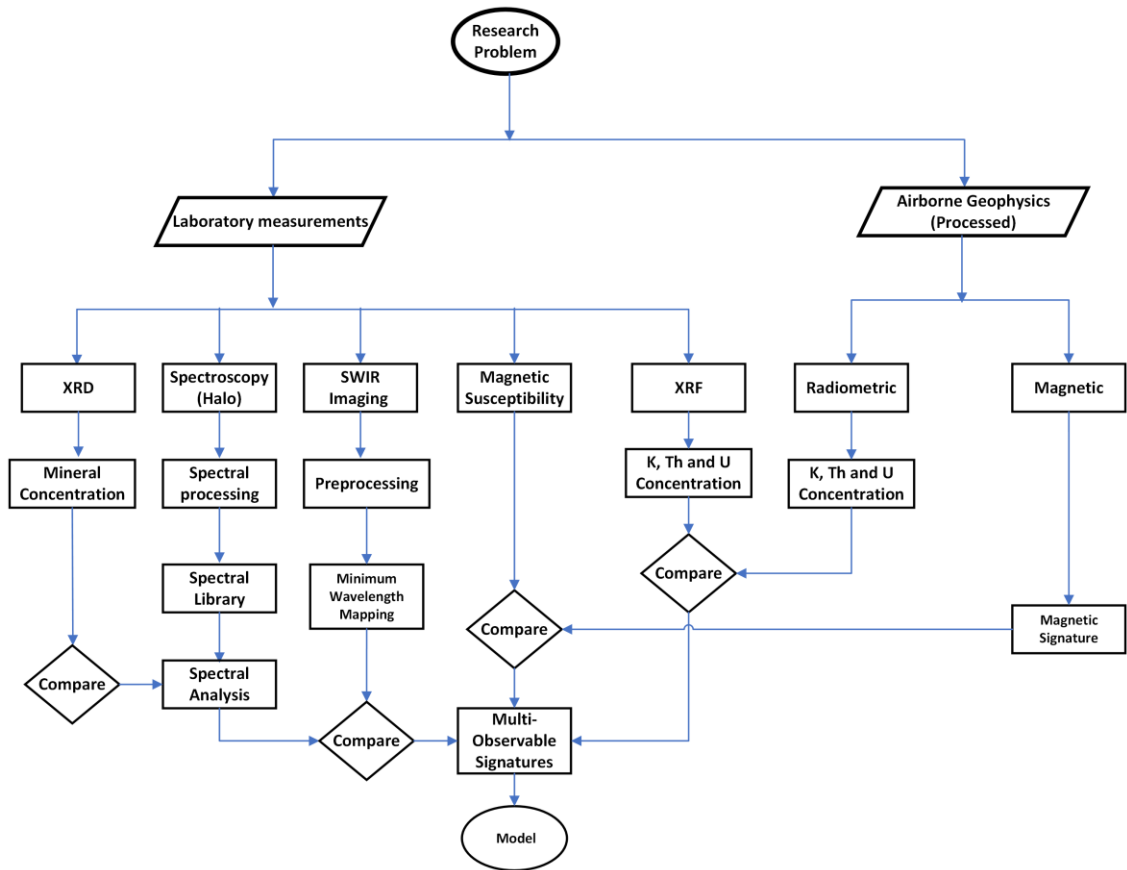 Research
Problem
Laboratory measurements
Airborne Geophysics
(Processed)
XRD
Spectroscopy
(Halo)
SWIR
Imaging
Magnetic
Susceptibility
XRF
Radiometric
Magnetic
Mineral
Concentration
Spectral
processing
Preprocessing
K, Th and U
Concentration
K, Th and U
Concentration
Spectral
Library
Minimum
Wavelength
Mapping
Compare
Compare
Magnetic
Signature
Compare
Spectral
Analysis
Compare
Multi-
Observable
Signatures
Model